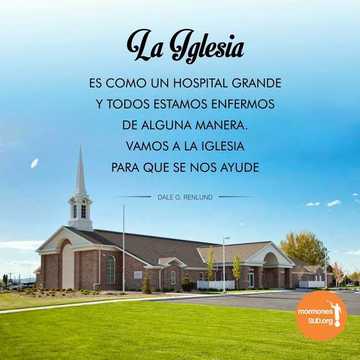 La Iglesia
ES COMO UN HOSPITAL GRANDE
Y TODOS ESTAMOS ENFERMOS
DE ALGUNA MANERA.
VAMOS A LA IGLESIA
PARA QUE SE NOS AYUDE
DALE G. RENLUND
mormones
SUD.org